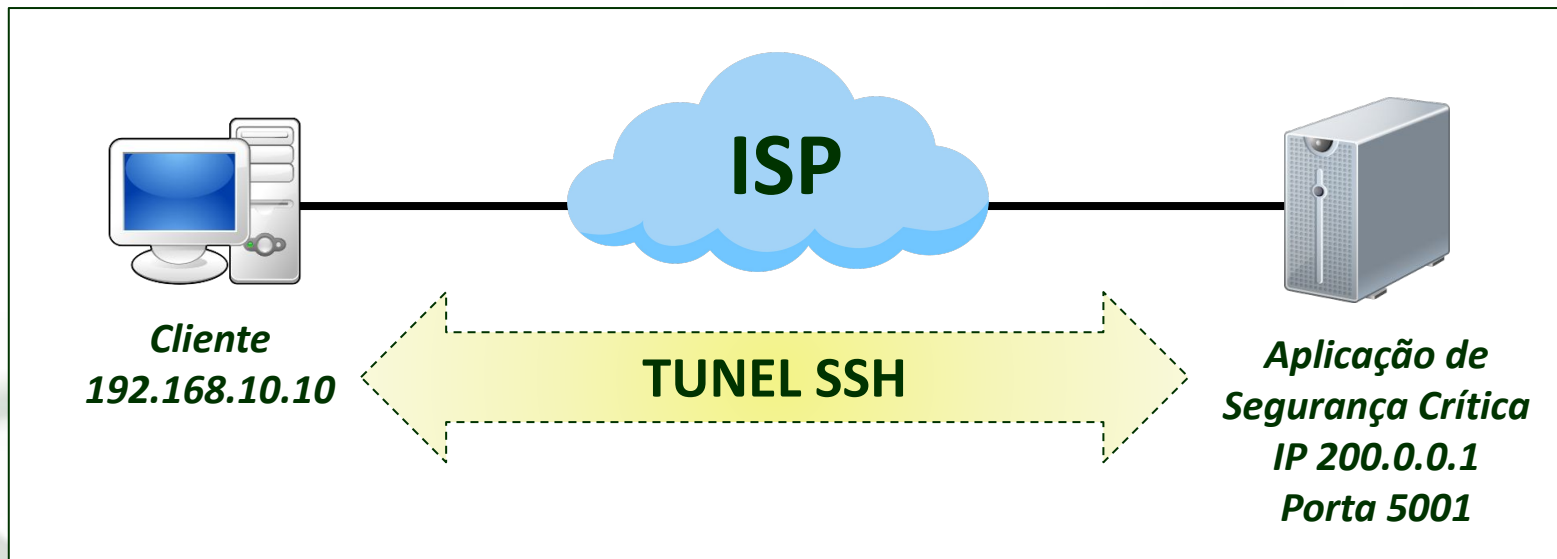 ISP
Cliente
192.168.10.10
TUNEL SSH
Aplicação de
Segurança Crítica
IP 200.0.0.1
Porta 5001